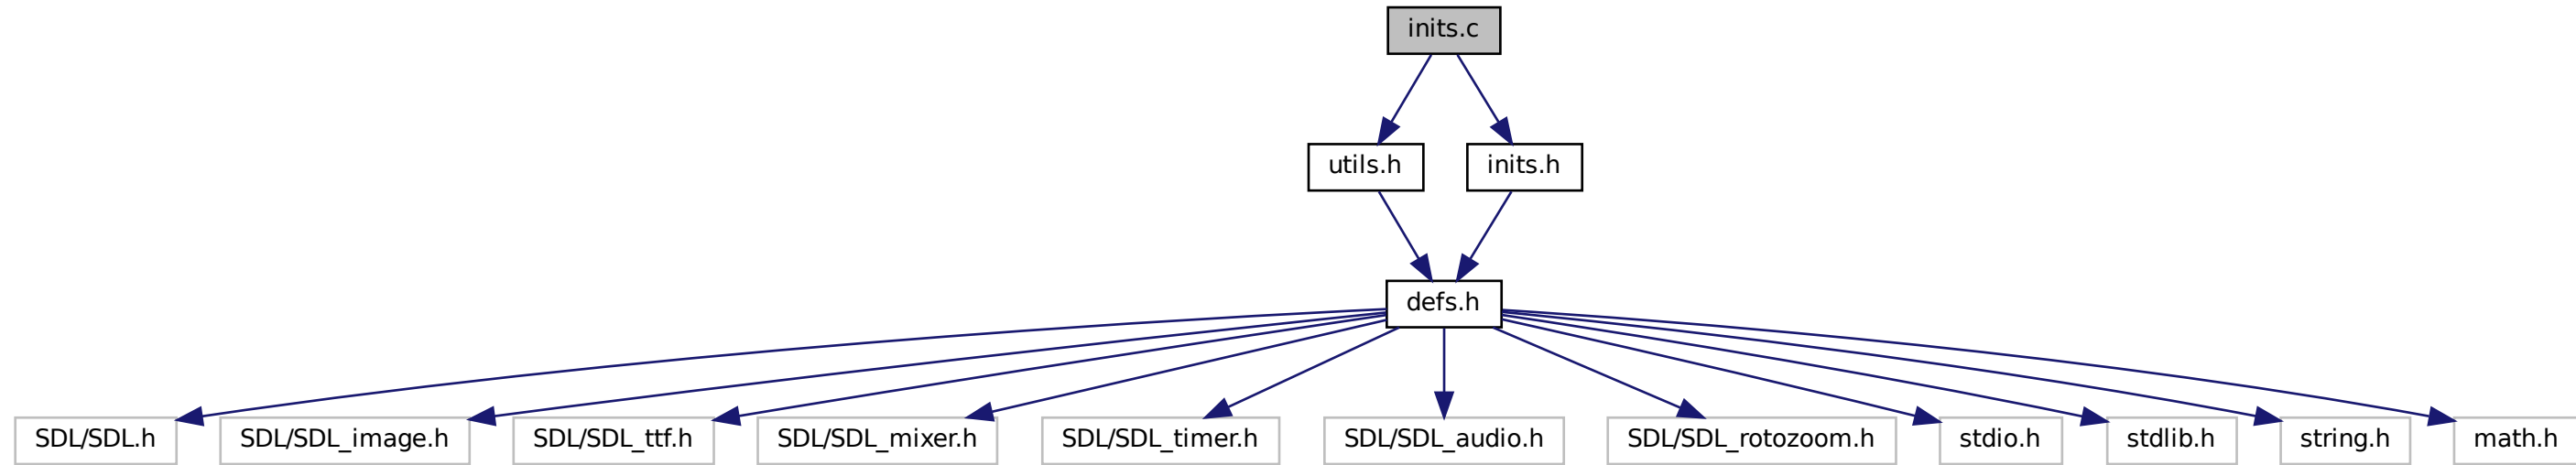 inits.c
utils.h
inits.h
defs.h
SDL/SDL.h
SDL/SDL_image.h
SDL/SDL_ttf.h
SDL/SDL_mixer.h
SDL/SDL_timer.h
SDL/SDL_audio.h
SDL/SDL_rotozoom.h
stdio.h
stdlib.h
string.h
math.h